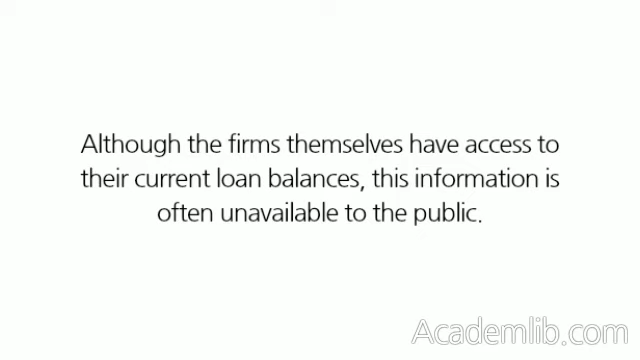 Although the firms themselves have access to
their current loan balances, this information is
often unavailable to the public.
Academlib.com